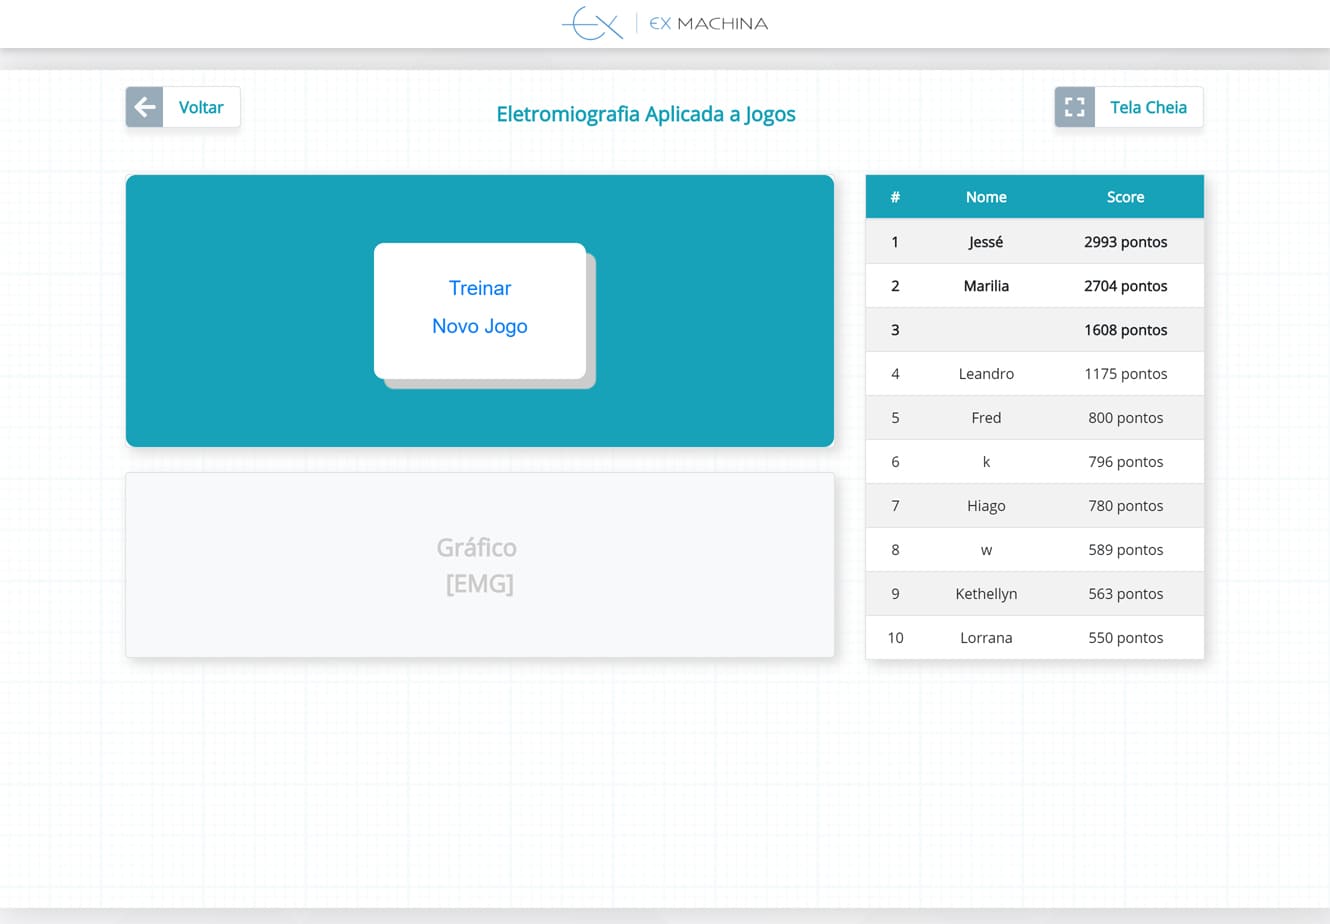 EX MACHINA
Voltar
Eletromiografia Aplicada a Jogos
Tela Cheia
Treinar
Novo Jogo
Gráfico
[EMG]
# Nome Score
1 Jessé 2993 pontos
2 Marilia 2704 pontos
3 1608 pontos
4 Leandro 1175 pontos
5 Fred 800 pontos
6 k 796 pontos
7 Hiago 780 pontos
8 w 589 pontos
9 Kethellyn 563 pontos
10 Lorrana 550 pontos